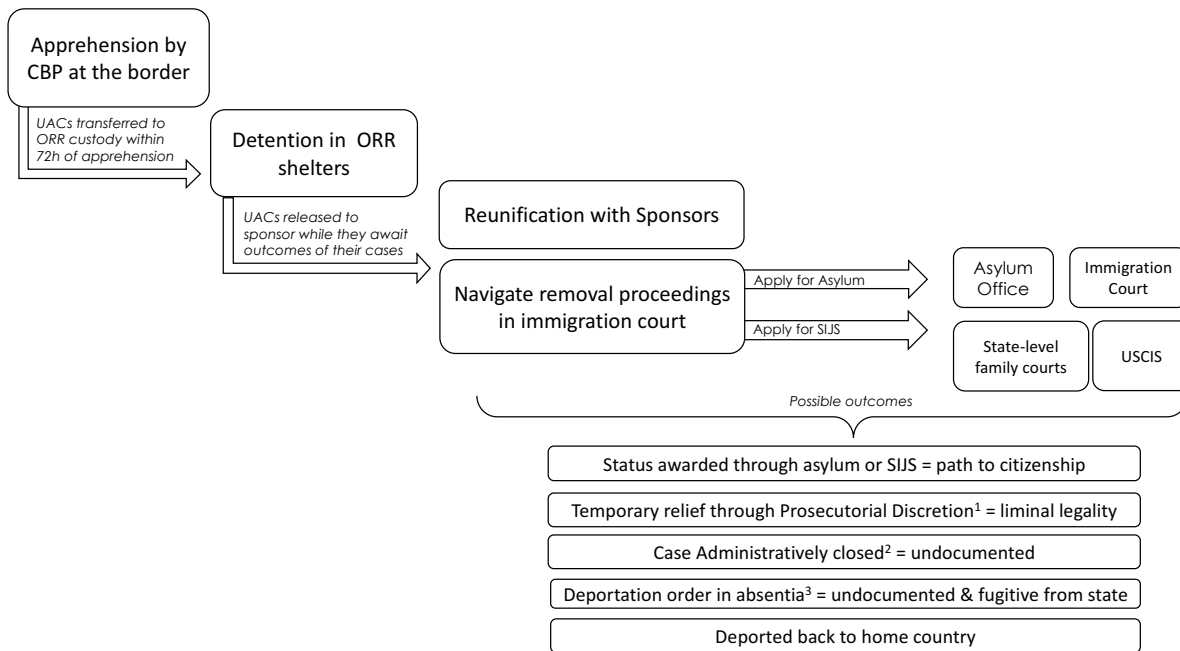 Apprehension by
CBP at the border
UACs transferred to
ORR custody within
72h of apprehension
Detention in ORR
shelters
UACs released to
sponsor while they await
outcomes of their cases
Reunification with Sponsors
Navigate removal proceedings
in immigration court
Apply for Asylum
Apply for SIJS
Asylum
Office
Immigration
Court
State-level
family courts
USCIS
Possible outcomes
Status awarded through asylum or SIJS = path to citizenship
Temporary relief through Prosecutorial Discretion¹ = liminal legality
Case Administratively closed² = undocumented
Deportation order in absentia³ = undocumented & fugitive from state
Deported back to home country